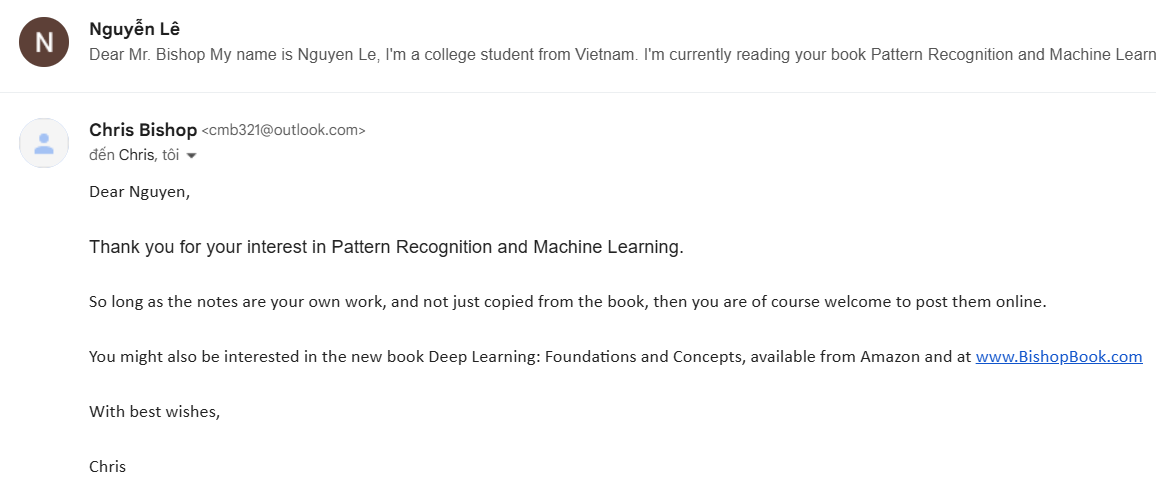 N
Nguyễn Lê
Dear Mr. Bishop My name is Nguyen Le, I'm a college student from Vietnam. I'm currently reading your book Pattern Recognition and Machine Learn
Chris Bishop <cmb321@outlook.com>
đến Chris, tôi
Dear Nguyen,
Thank you for your interest in Pattern Recognition and Machine Learning.
So long as the notes are your own work, and not just copied from the book, then you are of course welcome to post them online.
You might also be interested in the new book Deep Learning: Foundations and Concepts, available from Amazon and at www.BishopBook.com
With best wishes,
Chris